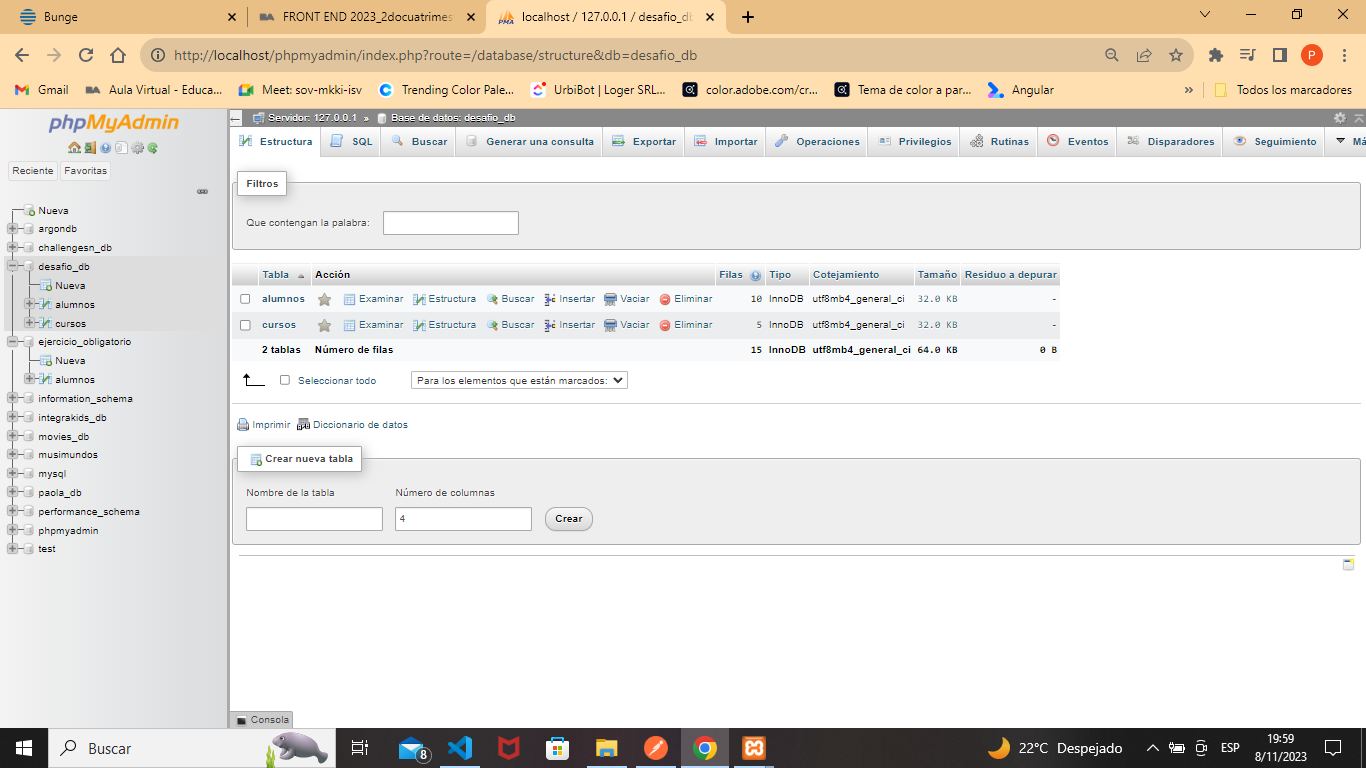 Bunge
FRONT END 2023_2docuatrimes
localhost / 127.0.0.1 / desafio_db
http://localhost/phpmyadmin/index.php?route=/database/structure&db=desafio_db
P
Gmail
Aula Virtual - Educa...
Meet: sov-mkki-isv
Trending Color Pale...
UrbiBot | Loger SRL...
color.adobe.com/cr...
Tema de color a par...
Angular
»
Todos los marcadores
phpMyAdmin
Reciente Favoritas
Nueva
argondb
challengesn_db
desafio_db
Nueva
alumnos
cursos
ejercicio_obligatorio
Nueva
alumnos
information_schema
integrakids_db
movies_db
musimundos
mysql
paola_db
performance_schema
phpmyadmin
test
Servidor: 127.0.0.1 » Base de datos: desafio_db
Estructura SQL Buscar Generar una consulta Exportar Importar Operaciones Privilegios Rutinas Eventos Disparadores Seguimiento Má
Filtros
Que contengan la palabra:
Tabla Acción Filas Tipo Cotejamiento Tamaño Residuo a depurar
alumnos Examinar Estructura Buscar Insertar Vaciar Eliminar 10 InnoDB utf8mb4_general_ci 32.0 KB -
cursos Examinar Estructura Buscar Insertar Vaciar Eliminar 5 InnoDB utf8mb4_general_ci 32.0 KB -
2 tablas Número de filas 15 InnoDB utf8mb4_general_ci 64.0 KB 0 B
Seleccionar todo Para los elementos que están marcados:
Imprimir Diccionario de datos
Crear nueva tabla
Nombre de la tabla Número de columnas
4 Crear
Consola
Buscar
8
22°C Despejado
ESP
19:59
8/11/2023